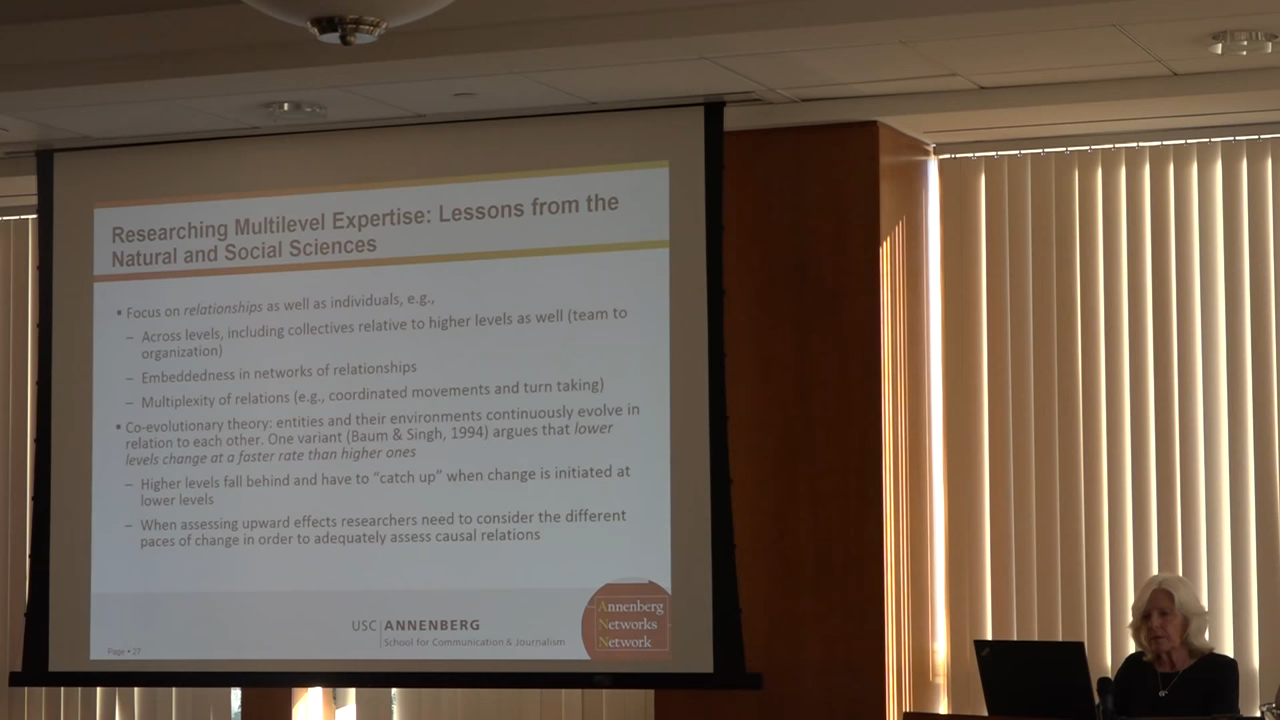 Researching Multilevel Expertise: Lessons from the
Natural and Social Sciences
▪ Focus on relationships as well as individuals, e.g.,
– Across levels, including collectives relative to higher levels as well (team to
organization)
– Embeddedness in networks of relationships
– Multiplexity of relations (e.g., coordinated movements and turn taking)
▪ Co-evolutionary theory: entities and their environments continuously evolve in
relation to each other. One variant (Baum & Singh, 1994) argues that lower
levels change at a faster rate than higher ones
– Higher levels fall behind and have to “catch up” when change is initiated at
lower levels
– When assessing upward effects researchers need to consider the different
paces of change in order to adequately assess causal relations
USC ANNENBERG
School for Communication & Journalism
Annenberg
Networks
Network
Page ▪ 27